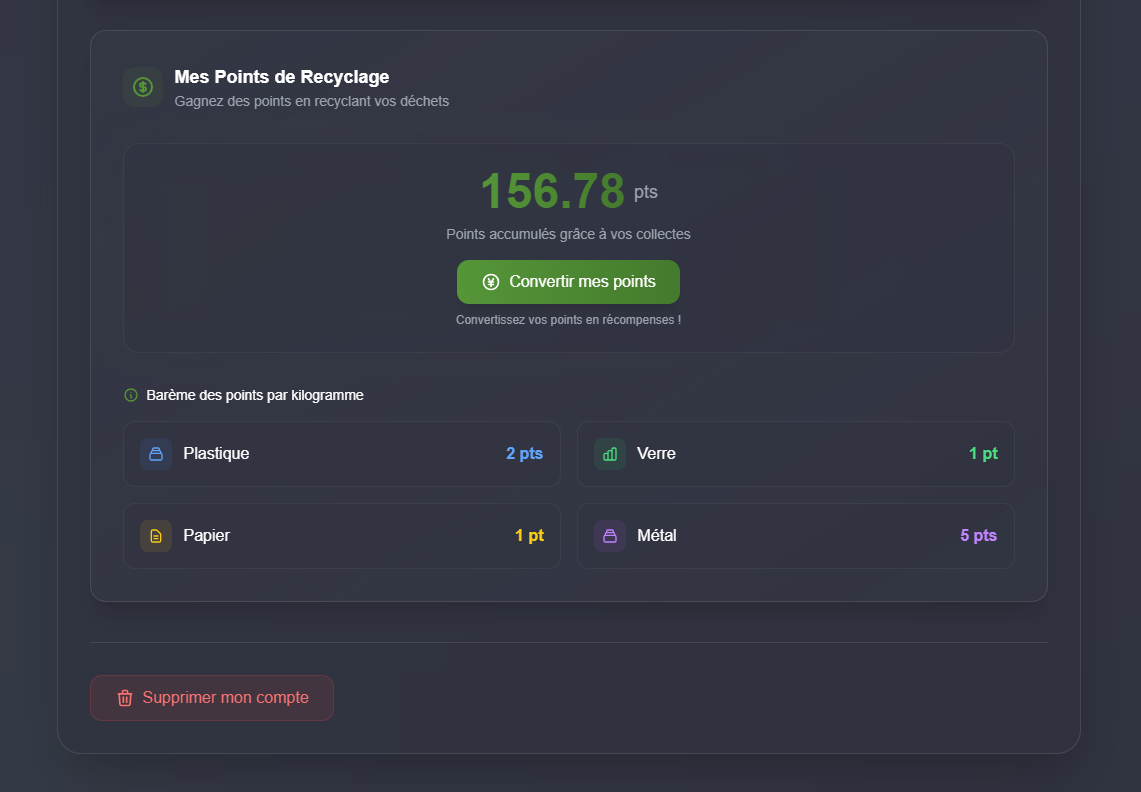 Mes Points de Recyclage
Gagnez des points en recyclant vos déchets
156.78 pts
Points accumulés grâce à vos collectes
Convertir mes points
Convertissez vos points en récompenses !
Barème des points par kilogramme
Plastique 2 pts
Verre 1 pt
Papier 1 pt
Métal 5 pts
Supprimer mon compte